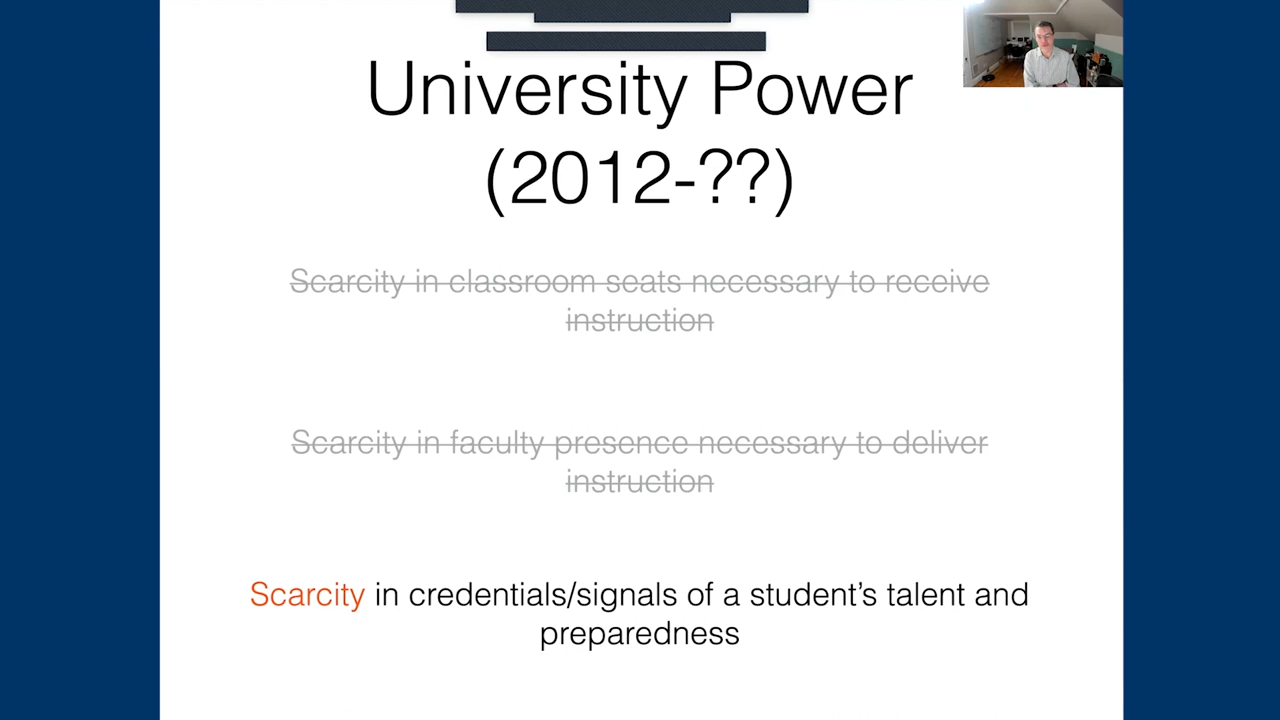 University Power
(2012-??)
Scarcity in classroom seats necessary to receive
instruction
Scarcity in faculty presence necessary to deliver
instruction
Scarcity in credentials/signals of a student’s talent and
preparedness